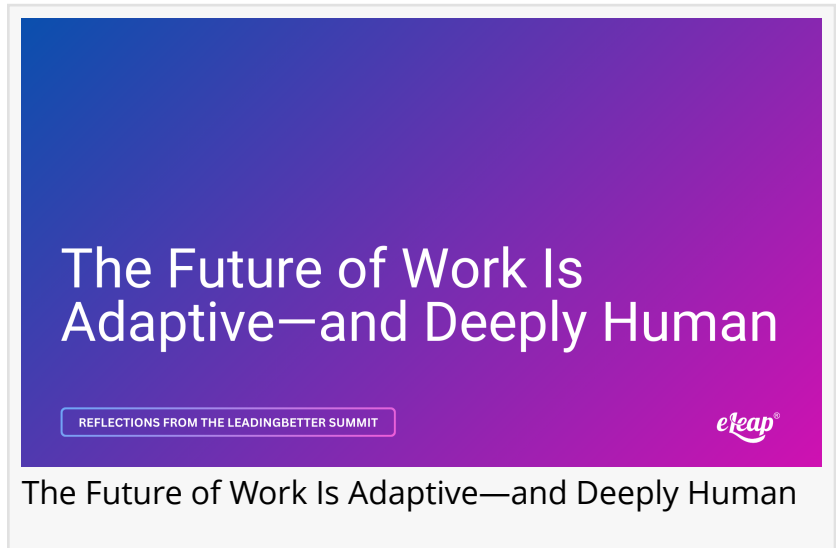 The Future of Work Is
Adaptive—and Deeply Human
REFLECTIONS FROM THE LEADINGBETTER SUMMIT
eLeap®
The Future of Work Is Adaptive—and Deeply Human